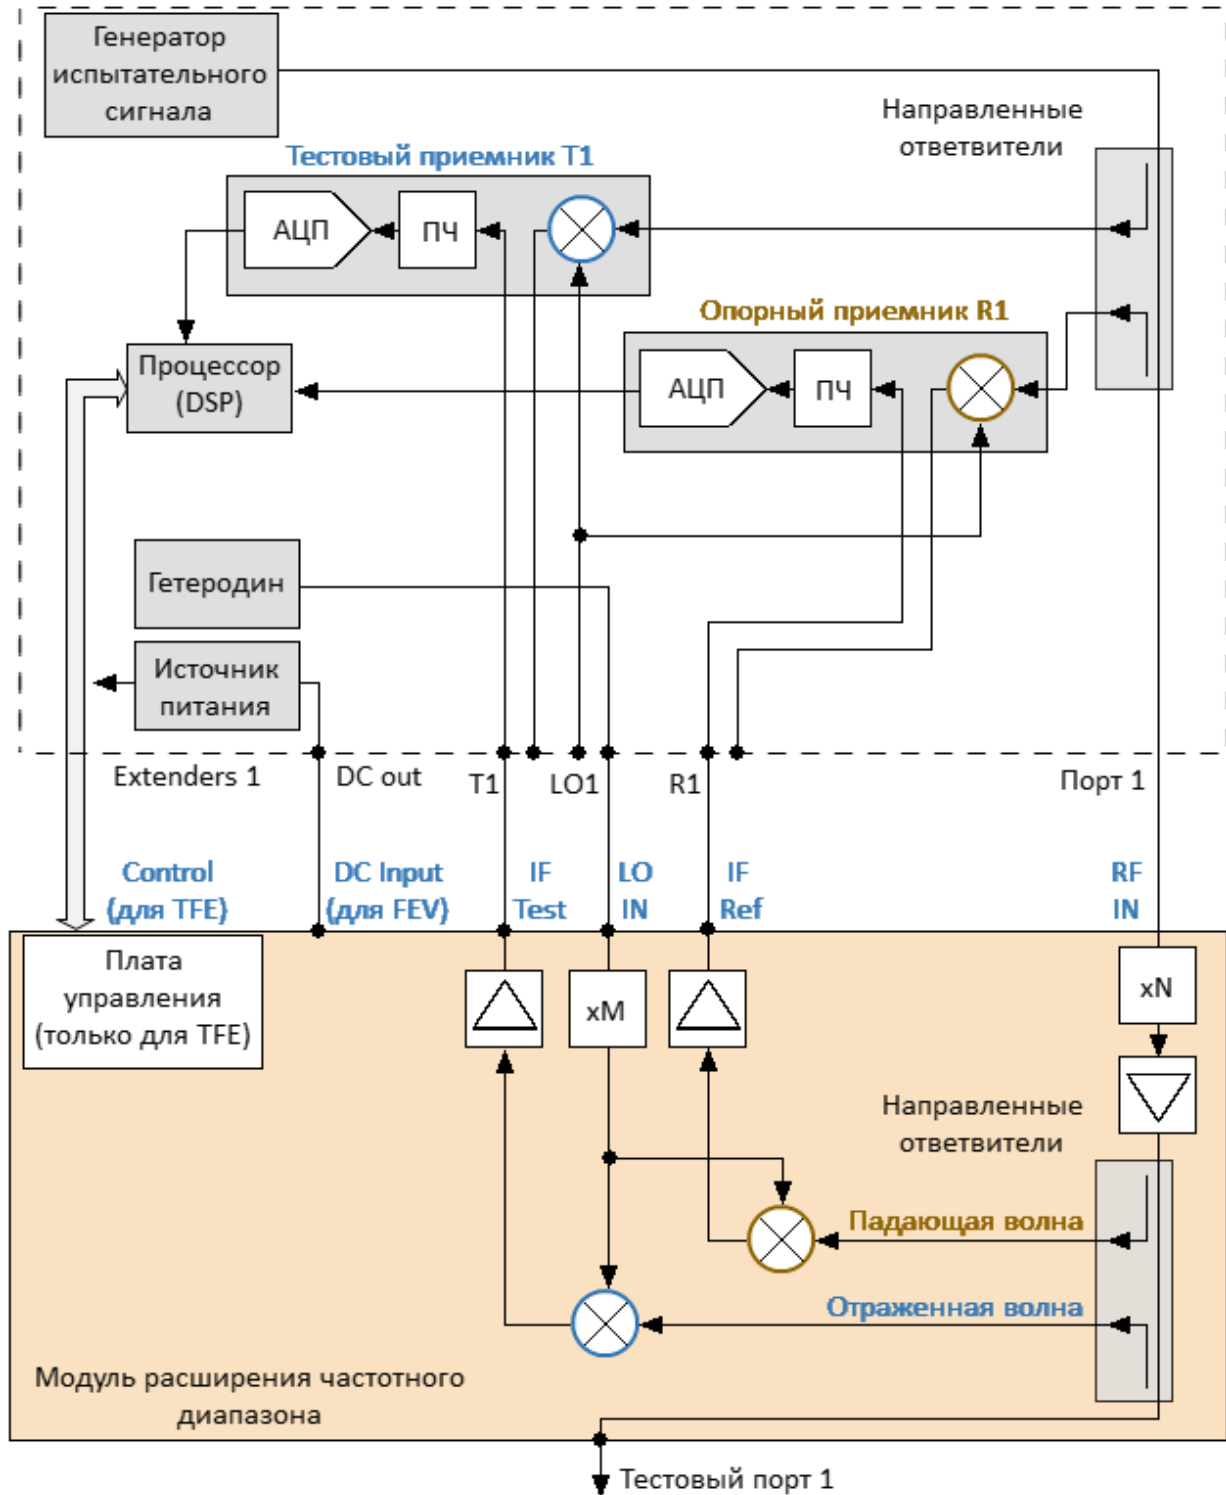 Генератор
испытательного
сигнала
Направленные
ответвители
Тестовый приемник T1
АЦП
ПЧ
Опорный приемник R1
АЦП
ПЧ
Процессор
(DSP)
Гетеродин
Источник
питания
Extenders 1
DC out
T1
LO1
R1
Порт 1
Control
(для TFE)
DC Input
(для FEV)
IF
Test
LO
IN
IF
Ref
RF
IN
Плата
управления
(только для TFE)
xM
xN
Направленные
ответвители
Падающая волна
Отраженная волна
Модуль расширения частотного
диапазона
Тестовый порт 1